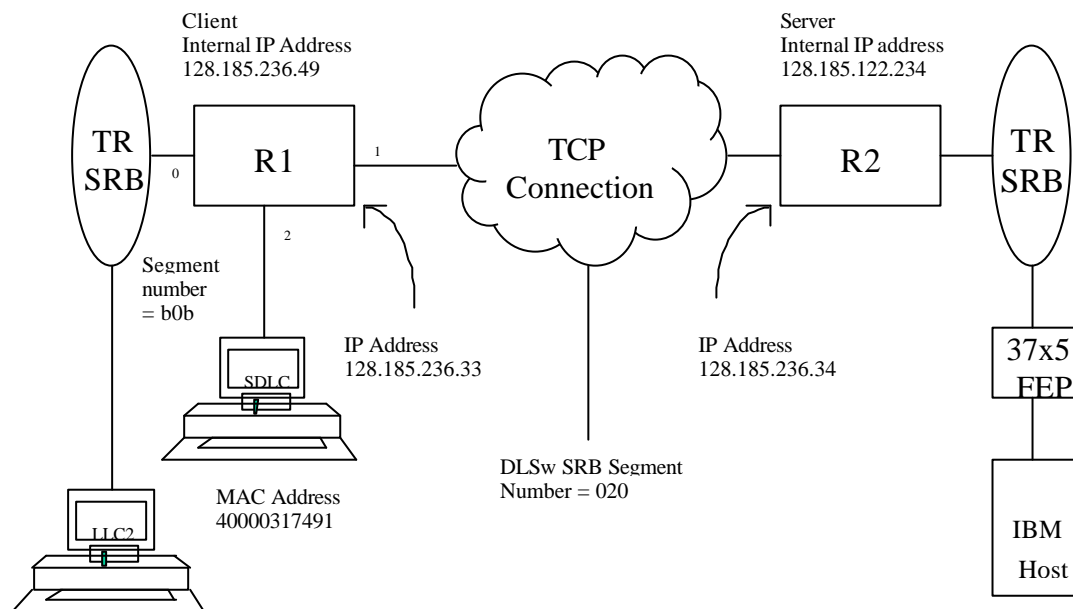 Client
Internal IP Address
128.185.236.49
Server
Internal IP address
128.185.122.234
TR
SRB
0
R1
1
2
TCP
Connection
R2
TR
SRB
Segment
number
= b0b
IP Address
128.185.236.33
IP Address
128.185.236.34
37x5
FEP
SDLC
MAC Address
40000317491
DLSw SRB Segment
Number = 020
LLC2
IBM
Host